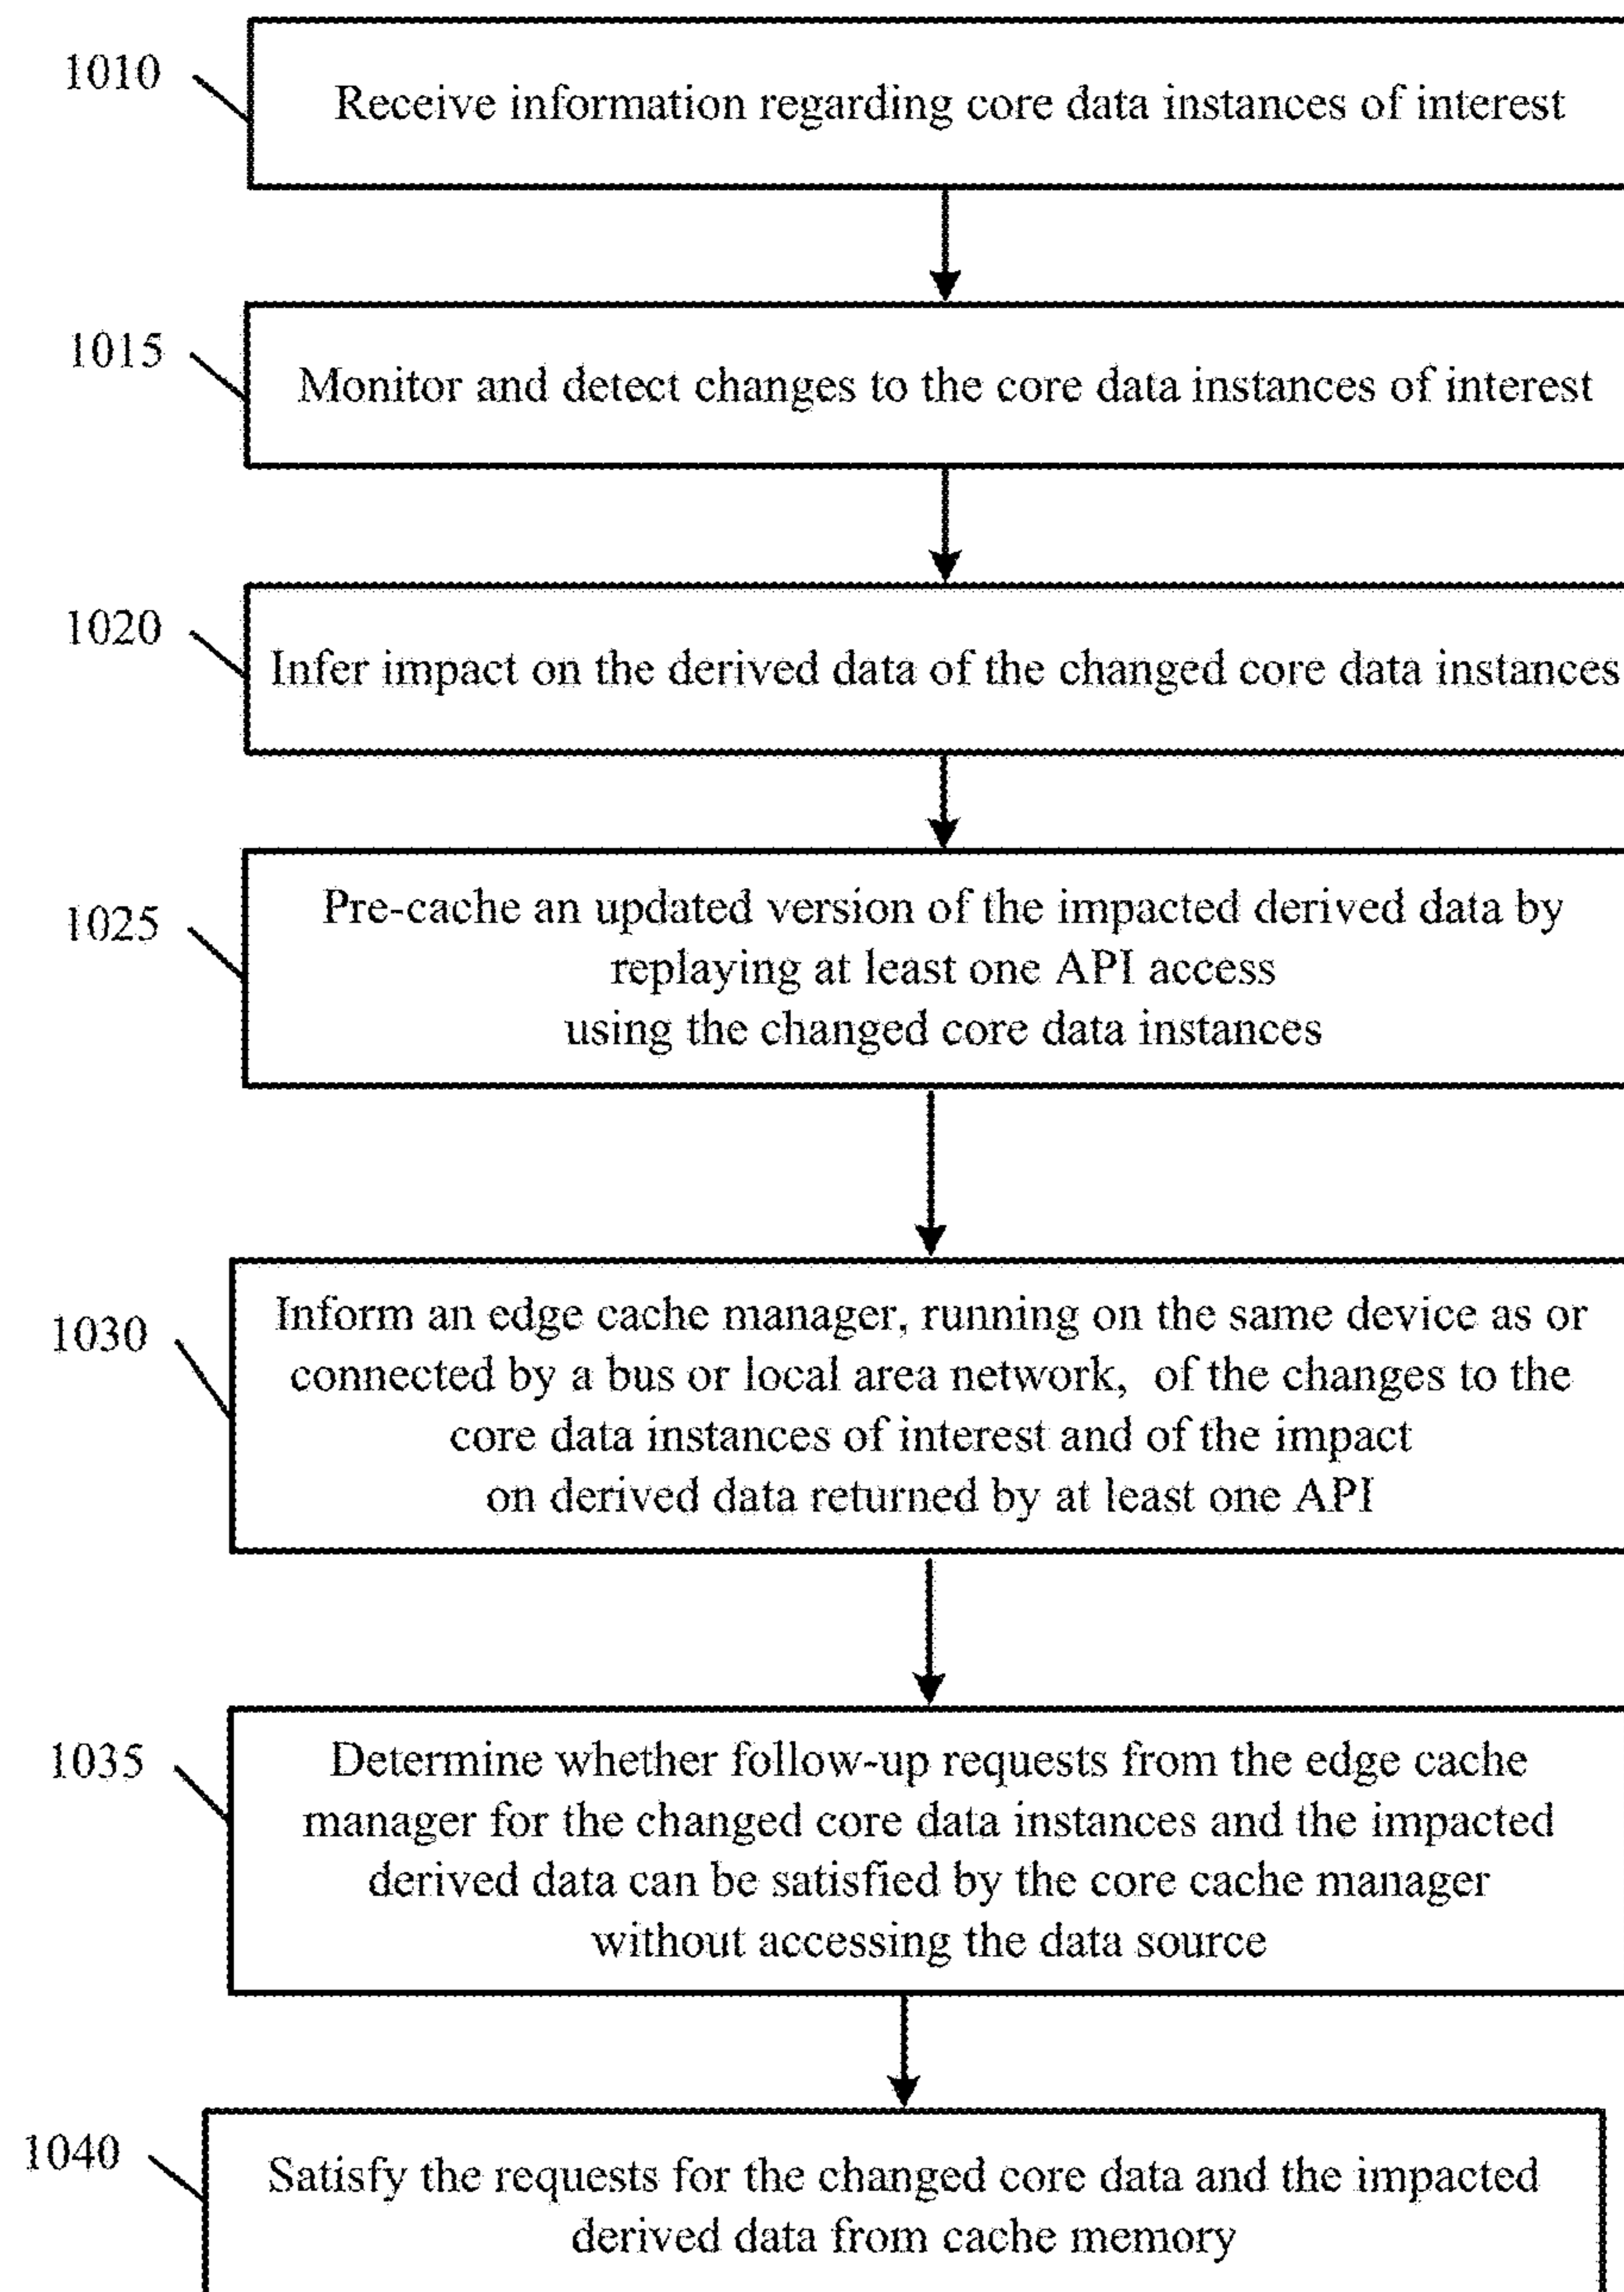 1010
Receive information regarding core data instances of interest
1015
Monitor and detect changes to the core data instances of interest
1020
Infer impact on the derived data of the changed core data instances
1025
Pre-cache an updated version of the impacted derived data by
replaying at least one API access
using the changed core data instances
1030
Inform an edge cache manager, running on the same device as or
connected by a bus or local area network, of the changes to the
core data instances of interest and of the impact
on derived data returned by at least one API
1035
Determine whether follow-up requests from the edge cache
manager for the changed core data instances and the impacted
derived data can be satisfied by the core cache manager
without accessing the data source
1040
Satisfy the requests for the changed core data and the impacted
derived data from cache memory